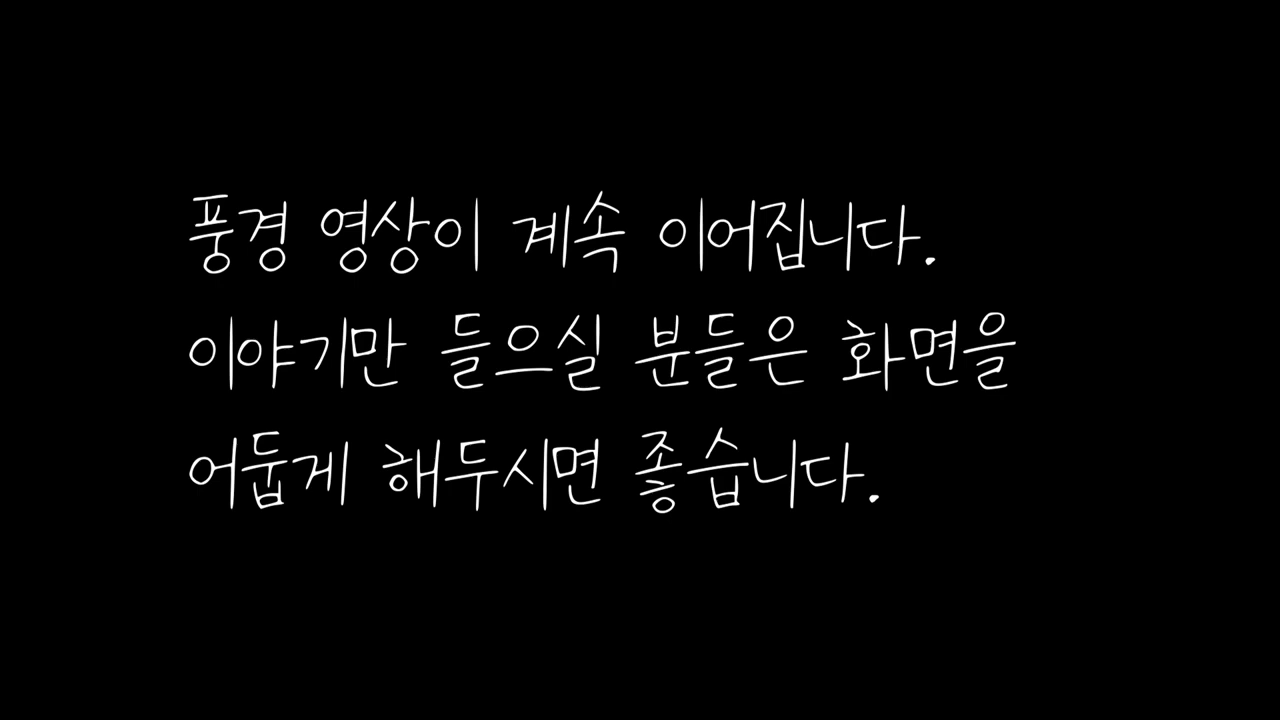 풍경 영상이 계속 이어집니다.
이야기만 들으실 분들은 화면을
어둡게 해두시면 좋습니다.